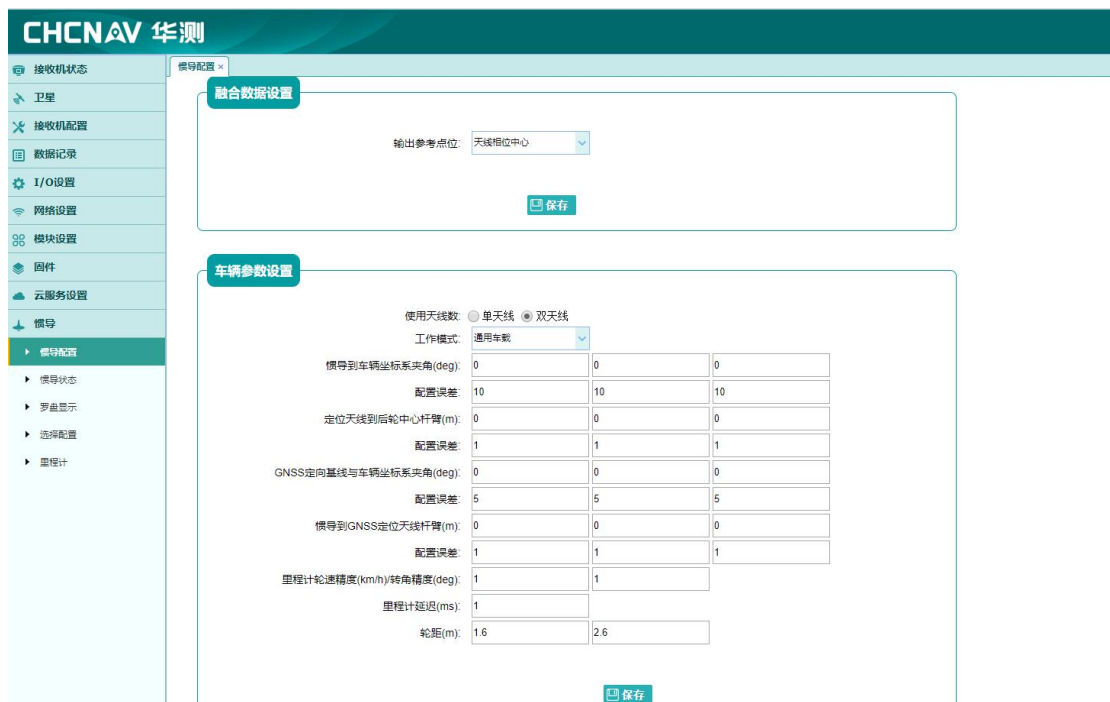 CHCNAV 华测
接收机状态
卫星
接收机配置
数据记录
I/O设置
网络设置
模块设置
固件
云服务设置
惯导
惯导配置
惯导状态
罗盘显示
选择配置
里程计
惯导配置 ×
融合数据设置
输出参考点位: 天线相位中心
保存
车辆参数设置
使用天线数: 单天线 双天线
工作模式: 通用车载
惯导到车辆坐标系夹角(deg): 0 0 0
配置误差: 10 10 10
定位天线到后轮中心杆臂(m): 0 0 0
配置误差: 1 1 1
GNSS定向基线与车辆坐标系夹角(deg): 0 0 0
配置误差: 5 5 5
惯导到GNSS定位天线杆臂(m): 0 0 0
配置误差: 1 1 1
里程计轮速精度(km/h)/转角精度(deg): 1 1
里程计延迟(ms): 1
轮距(m): 1.6 2.6
保存